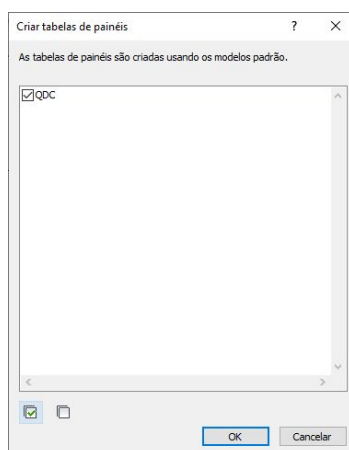 Criar tabelas de painéis
As tabelas de painéis são criadas usando os modelos padrão.
QDC
OK Cancelar